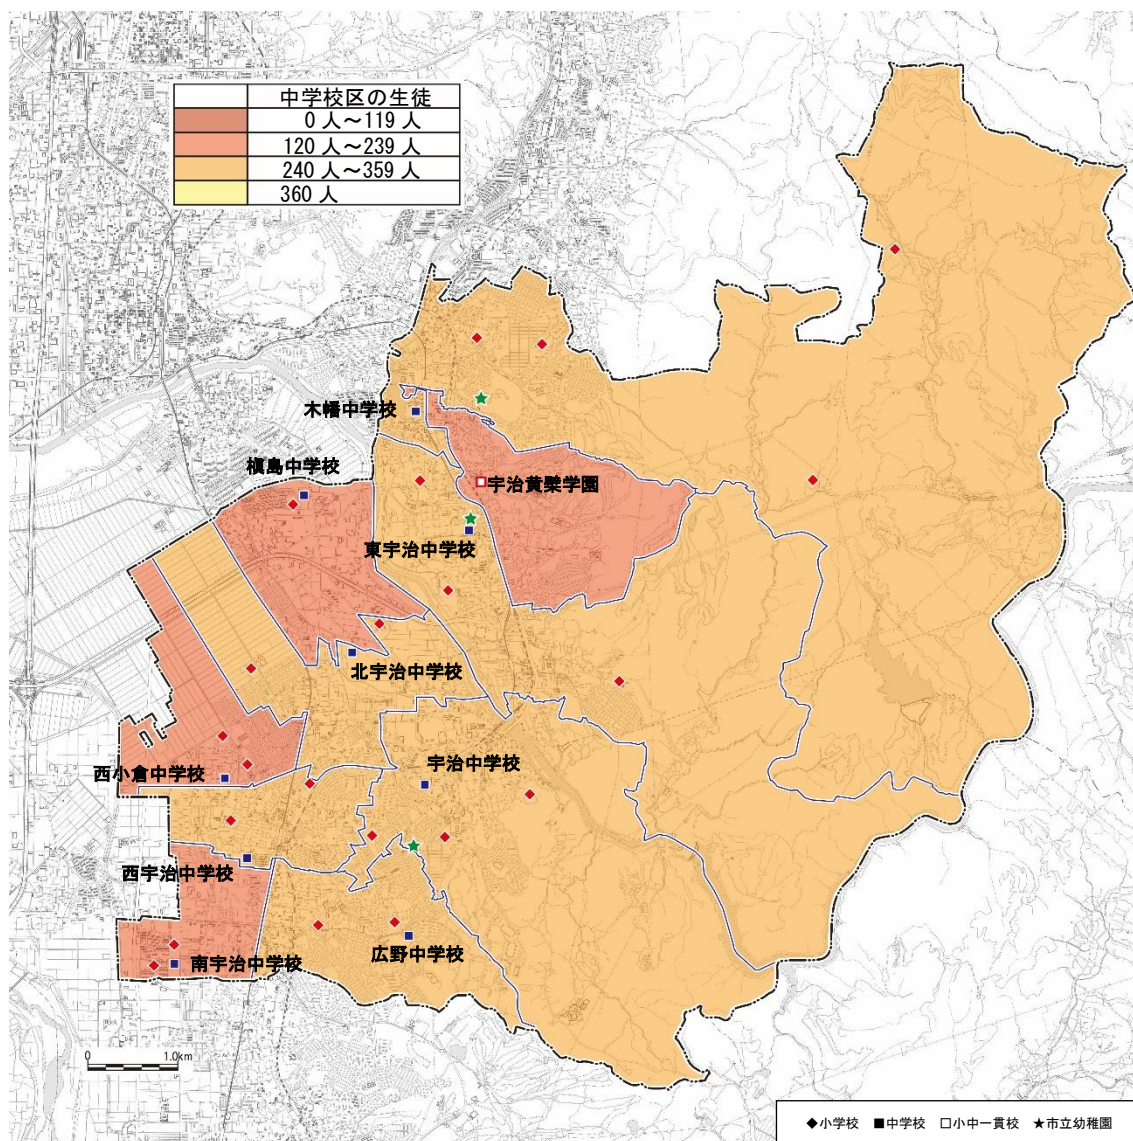 中学校区の生徒
0 人～119 人
120 人～239 人
240 人～359 人
360 人
木幡中学校
槇島中学校
宇治黄檗学園
東宇治中学校
北宇治中学校
宇治中学校
西小倉中学校
西宇治中学校
広野中学校
南宇治中学校
0 1.0km
◆小学校 ■中学校 □小中一貫校 ★市立幼稚園